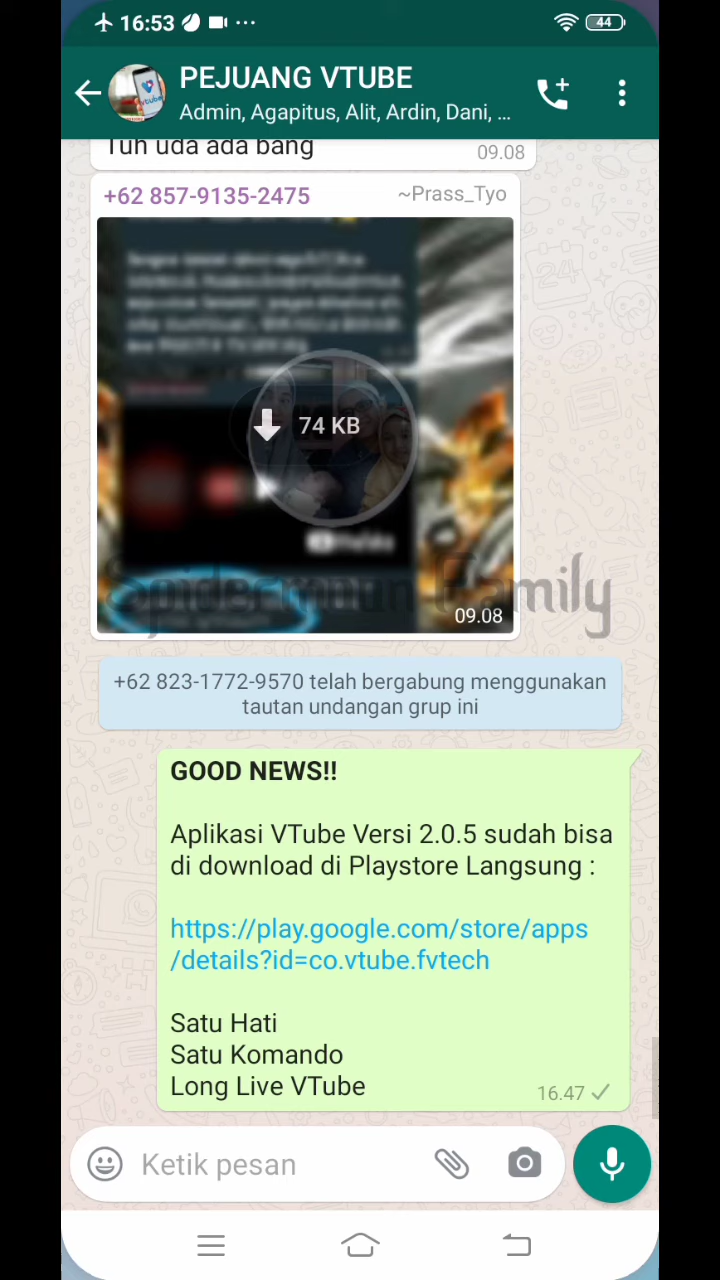 16:53
44
PEJUANG VTUBE
Admin, Agapitus, Alit, Ardin, Dani, ...
vtube
Tuh uda ada bang
09.08
+62 857-9135-2475
~Prass_Tyo
74 KB
Spidermnun Family
09.08
+62 823-1772-9570 telah bergabung menggunakan
tautan undangan grup ini
GOOD NEWS!!
Aplikasi VTube Versi 2.0.5 sudah bisa
di download di Playstore Langsung :
https://play.google.com/store/apps
/details?id=co.vtube.fvtech
Satu Hati
Satu Komando
Long Live VTube
16.47
Ketik pesan